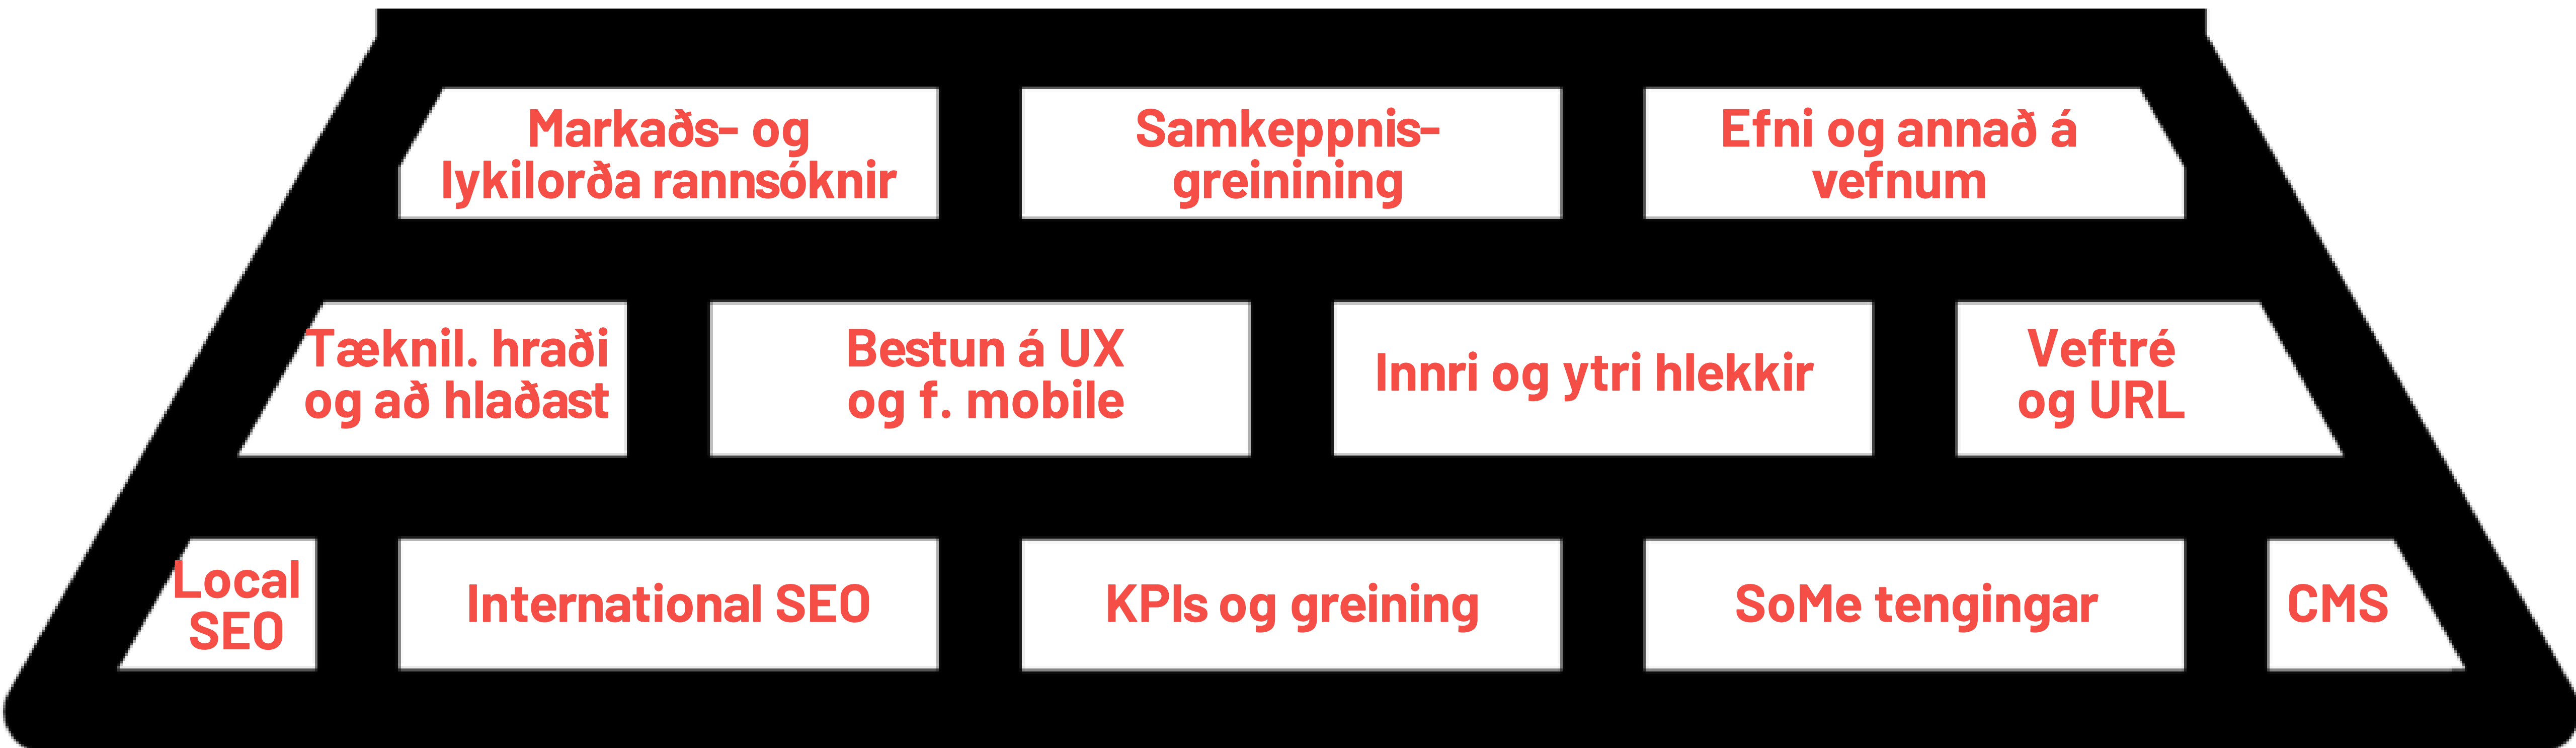 Markaðs- og
lykilorða rannsóknir
Samkeppnis-
greinining
Efni og annað á
vefnum
Tæknil. hraði
og að hlaðast
Bestun á UX
og f. mobile
Innri og ytri hlekkir
Veftré
og URL
Local
SEO
International SEO
KPIs og greining
SoMe tengingar
CMS